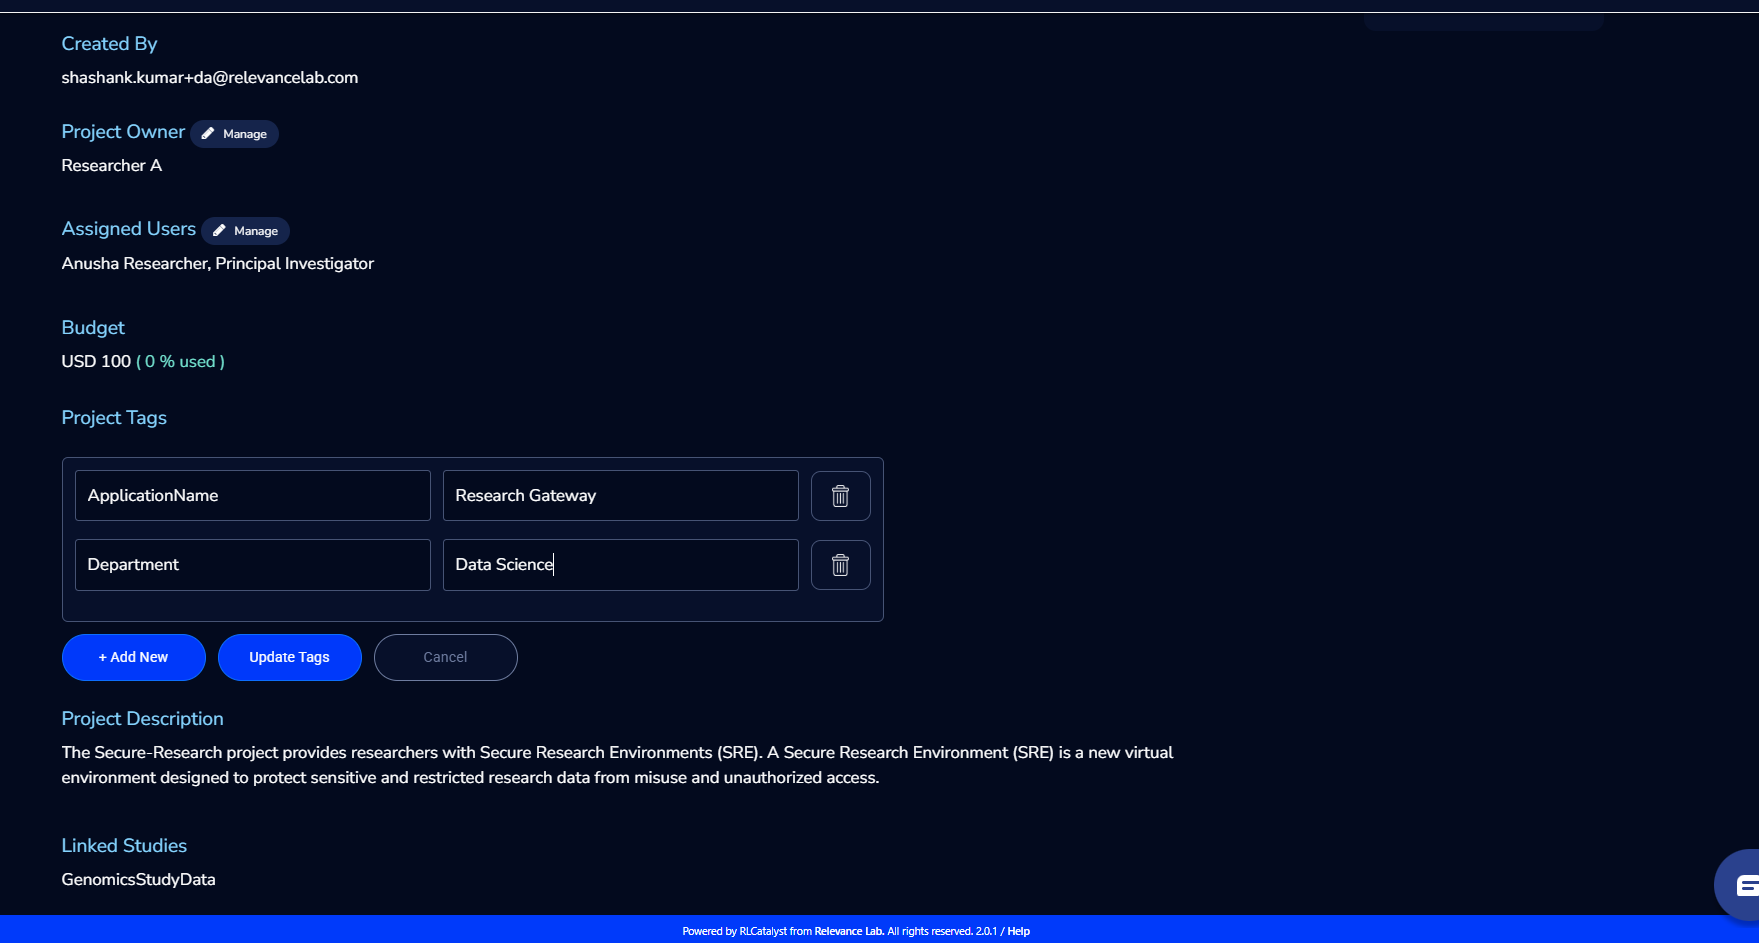 Created By
shashank.kumar+da@relevancelab.com
Project Owner Manage
Researcher A
Assigned Users Manage
Anusha Researcher, Principal Investigator
Budget
USD 100 ( 0 % used )
Project Tags
ApplicationName Research Gateway
Department Data Science
+ Add New Update Tags Cancel
Project Description
The Secure-Research project provides researchers with Secure Research Environments (SRE). A Secure Research Environment (SRE) is a new virtual
environment designed to protect sensitive and restricted research data from misuse and unauthorized access.
Linked Studies
GenomicsStudyData
Powered by RLCatalyst from Relevance Lab. All rights reserved. 2.0.1 / Help